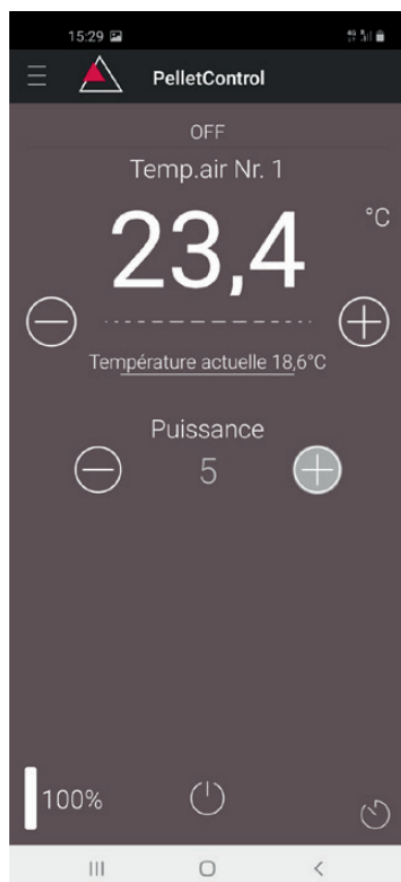 15:29
PelletControl
OFF
Temp.air Nr. 1
23,4 °C
Température actuelle 18,6°C
Puissance
5
100%